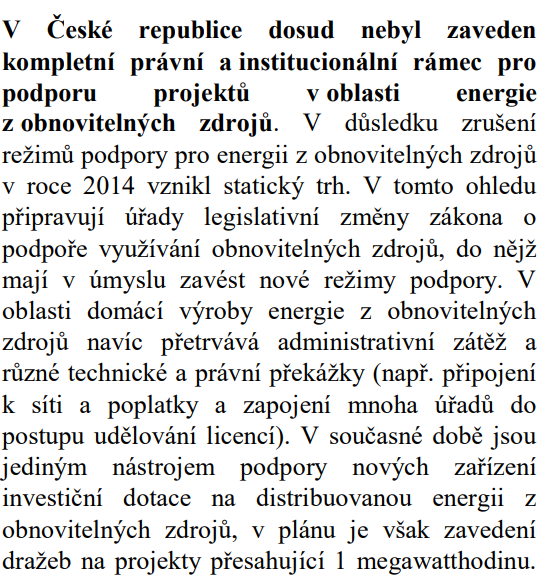 V České republice dosud nebyl zaveden
kompletní právní a institucionální rámec pro
podporu projektů v oblasti energie
z obnovitelných zdrojů. V důsledku zrušení
režimů podpory pro energii z obnovitelných zdrojů
v roce 2014 vznikl statický trh. V tomto ohledu
připravují úřady legislativní změny zákona o
podpoře využívání obnovitelných zdrojů, do nějž
mají v úmyslu zavést nové režimy podpory. V
oblasti domácí výroby energie z obnovitelných
zdrojů navíc přetrvává administrativní zátěž a
různé technické a právní překážky (např. připojení
k síti a poplatky a zapojení mnoha úřadů do
postupu udělování licencí). V současné době jsou
jediným nástrojem podpory nových zařízení
investiční dotace na distribuovanou energii z
obnovitelných zdrojů, v plánu je však zavedení
dražeb na projekty přesahující 1 megawatthodinu.